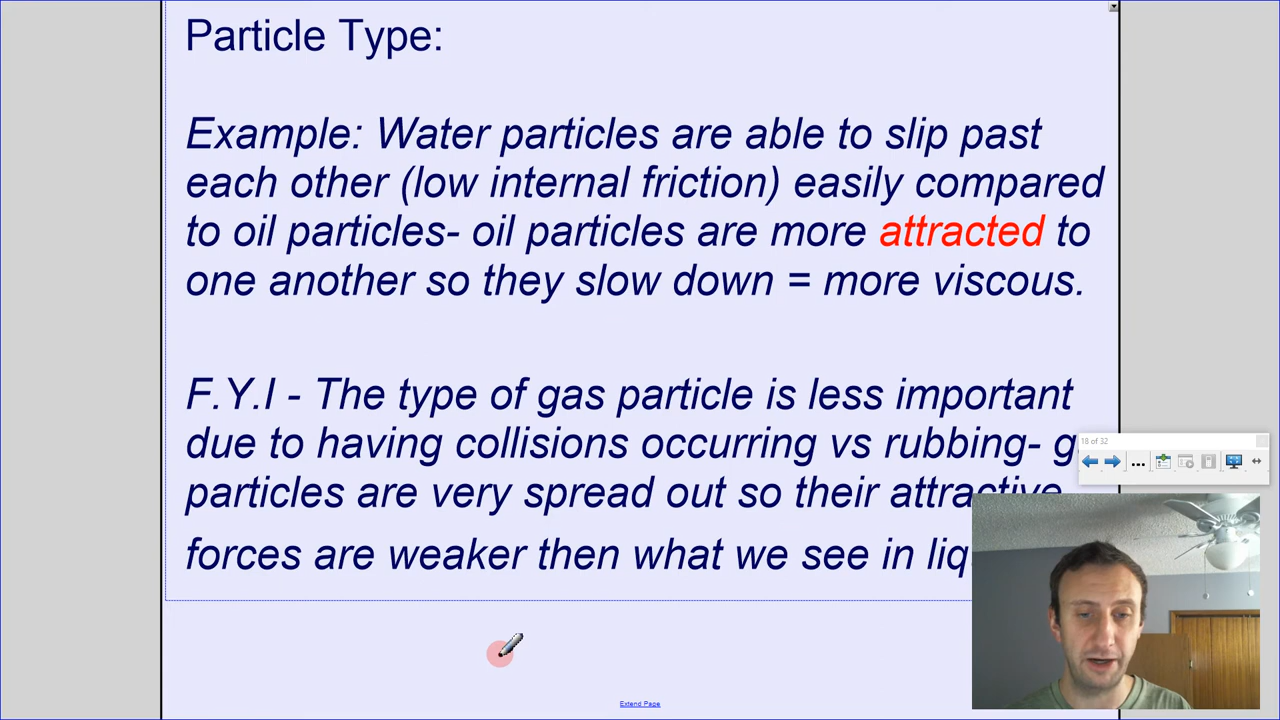 Particle Type:
Example: Water particles are able to slip past
each other (low internal friction) easily compared
to oil particles- oil particles are more attracted to
one another so they slow down = more viscous.
F.Y.I - The type of gas particle is less important
due to having collisions occurring vs rubbing-
18 of 32
particles are very spread out so their attractive
forces are weaker then what we see in
Extend Page